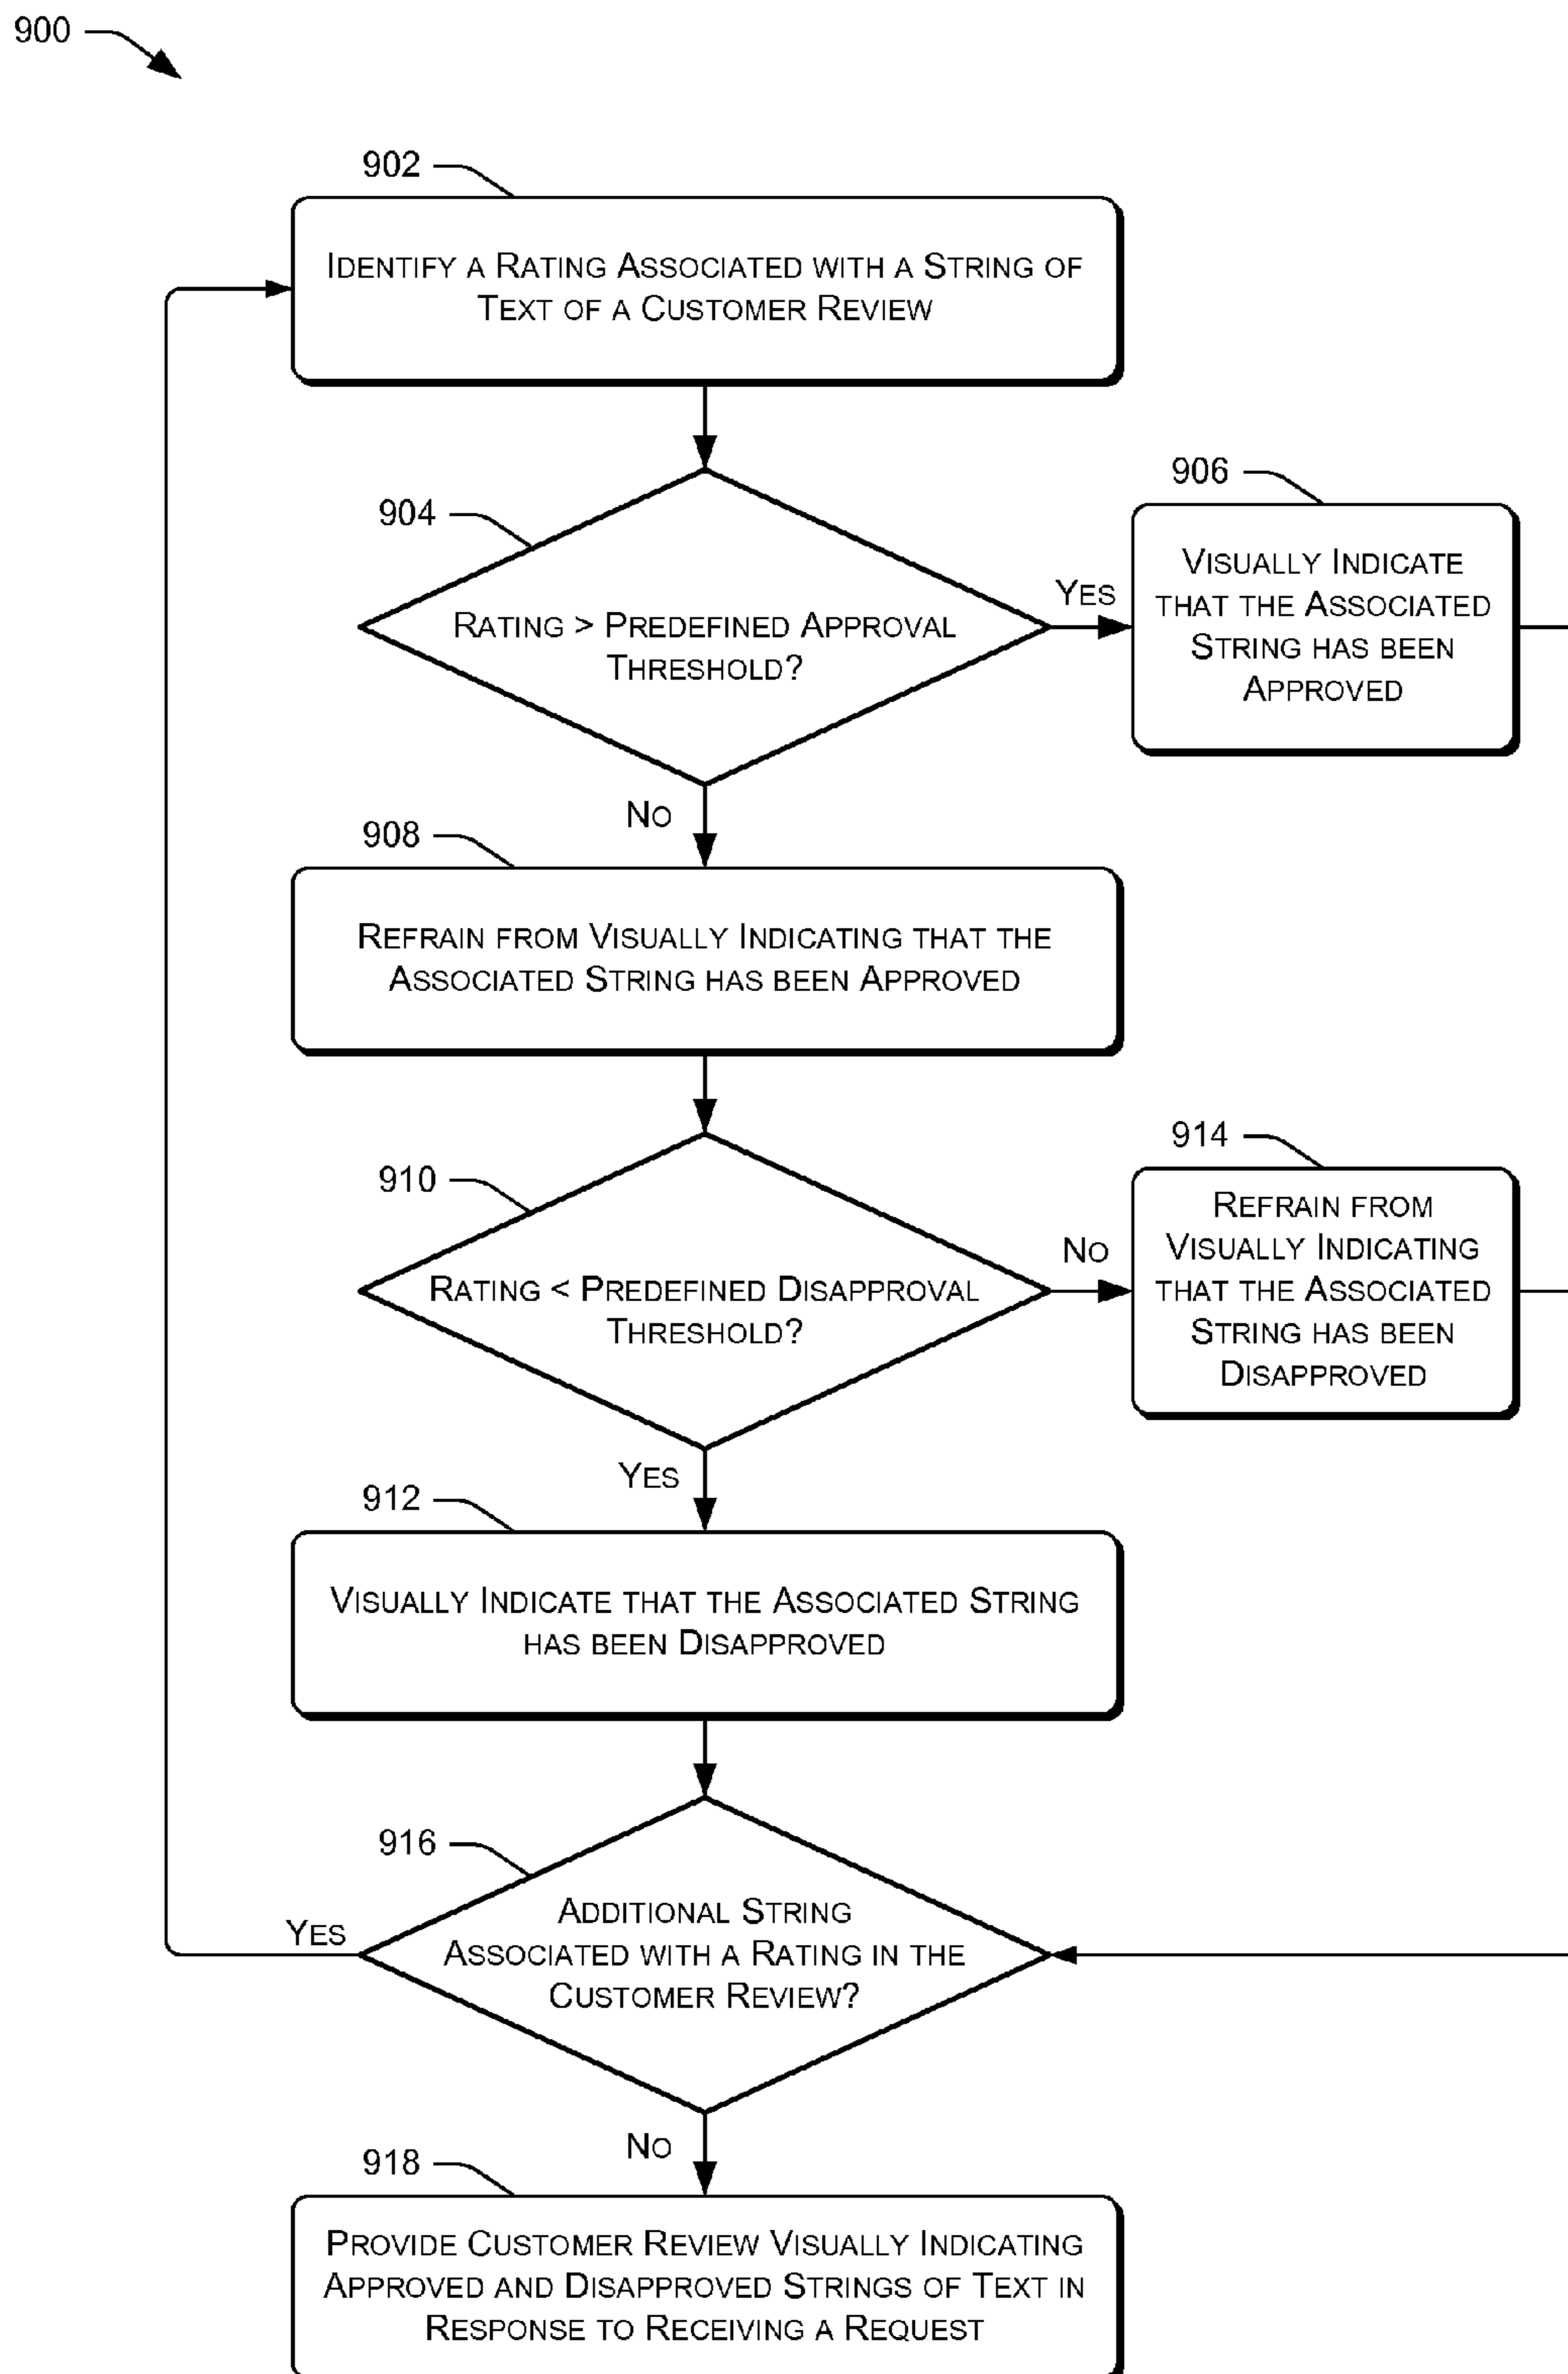 900
902
IDENTIFY A RATING ASSOCIATED WITH A STRING OF
TEXT OF A CUSTOMER REVIEW
904
RATING > PREDEFINED APPROVAL
THRESHOLD?
YES
906
VISUALLY INDICATE
THAT THE ASSOCIATED
STRING HAS BEEN
APPROVED
NO
908
REFRAIN FROM VISUALLY INDICATING THAT THE
ASSOCIATED STRING HAS BEEN APPROVED
910
RATING < PREDEFINED DISAPPROVAL
THRESHOLD?
NO
914
REFRAIN FROM
VISUALLY INDICATING
THAT THE ASSOCIATED
STRING HAS BEEN
DISAPPROVED
YES
912
VISUALLY INDICATE THAT THE ASSOCIATED STRING
HAS BEEN DISAPPROVED
916
ADDITIONAL STRING
ASSOCIATED WITH A RATING IN THE
CUSTOMER REVIEW?
YES
NO
918
PROVIDE CUSTOMER REVIEW VISUALLY INDICATING
APPROVED AND DISAPPROVED STRINGS OF TEXT IN
RESPONSE TO RECEIVING A REQUEST